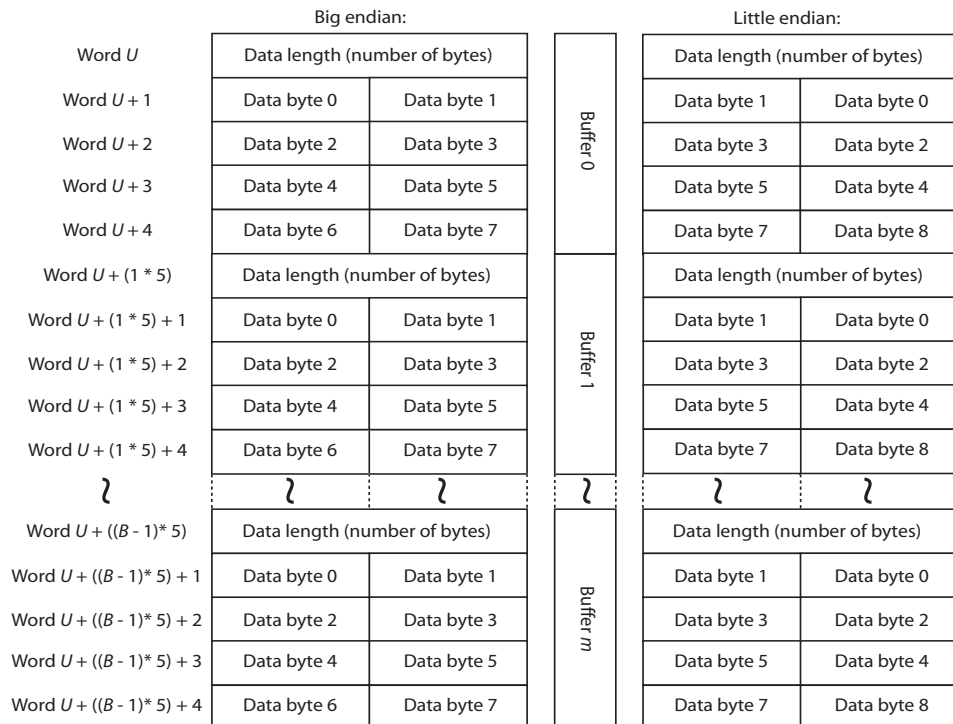 Big endian: Little endian:
Word U Data length (number of bytes) Data length (number of bytes)
Word U + 1 Data byte 0 Data byte 1 Data byte 1 Data byte 0
Word U + 2 Data byte 2 Data byte 3 Data byte 3 Data byte 2
Buffer 0
Word U + 3 Data byte 4 Data byte 5 Data byte 5 Data byte 4
Word U + 4 Data byte 6 Data byte 7 Data byte 7 Data byte 8
Word U + (1 * 5) Data length (number of bytes) Data length (number of bytes)
Word U + (1 * 5) + 1 Data byte 0 Data byte 1 Data byte 1 Data byte 0
Word U + (1 * 5) + 2 Data byte 2 Data byte 3 Data byte 3 Data byte 2
Buffer 1
Word U + (1 * 5) + 3 Data byte 4 Data byte 5 Data byte 5 Data byte 4
Word U + (1 * 5) + 4 Data byte 6 Data byte 7 Data byte 7 Data byte 8
Word U + ((B - 1)* 5) Data length (number of bytes) Data length (number of bytes)
Word U + ((B - 1)* 5) + 1 Data byte 0 Data byte 1 Data byte 1 Data byte 0
Word U + ((B - 1)* 5) + 2 Data byte 2 Data byte 3 Data byte 3 Data byte 2
Buffer m
Word U + ((B - 1)* 5) + 3 Data byte 4 Data byte 5 Data byte 5 Data byte 4
Word U + ((B - 1)* 5) + 4 Data byte 6 Data byte 7 Data byte 7 Data byte 8